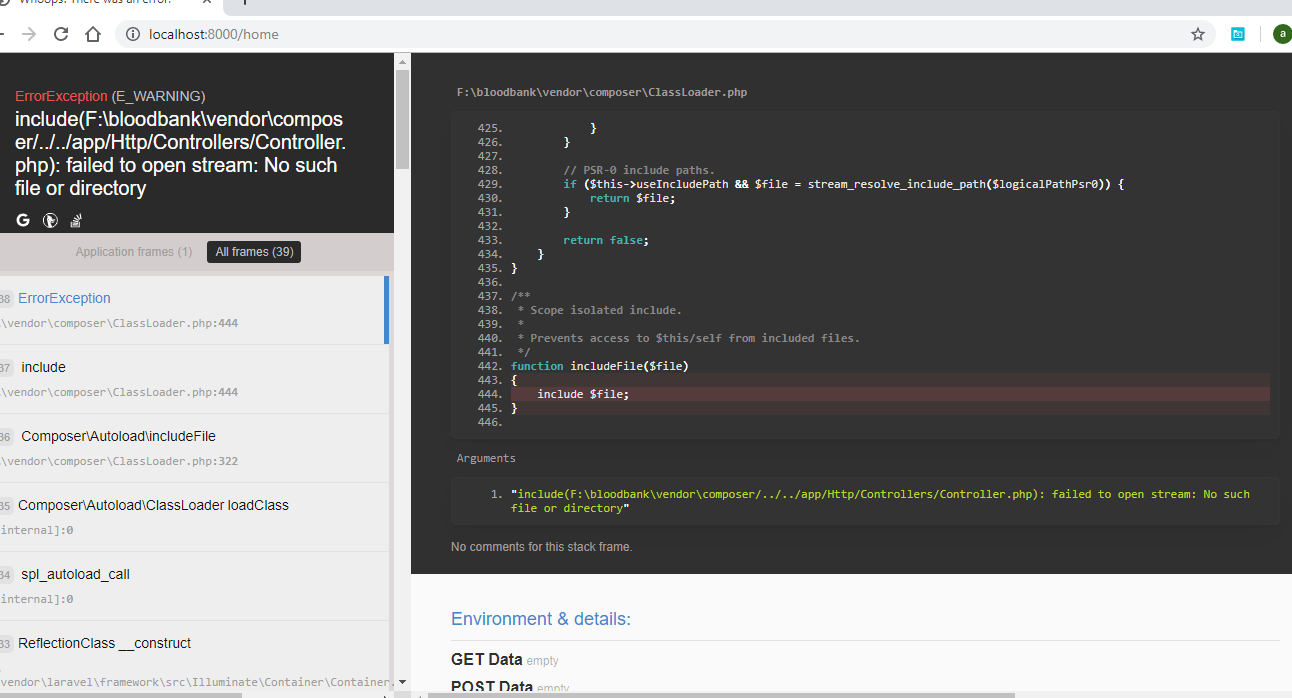 Whoops! There was an error.
localhost:8000/home
a
ErrorException (E_WARNING)
include(F:\bloodbank\vendor\compos
er/../../app/Http/Controllers/Controller.
php): failed to open stream: No such
file or directory
G
Application frames (1) All frames (39)
38 ErrorException
\vendor\composer\ClassLoader.php:444
37 include
\vendor\composer\ClassLoader.php:444
36 Composer\Autoload\includeFile
\vendor\composer\ClassLoader.php:322
35 Composer\Autoload\ClassLoader loadClass
internal]:0
34 spl_autoload_call
internal]:0
33 ReflectionClass __construct
vendor\laravel\framework\src\Illuminate\Container\Container.
F:\bloodbank\vendor\composer\ClassLoader.php
425. }
426. }
427.
428. // PSR-0 include paths.
429. if ($this->useIncludePath && $file = stream_resolve_include_path($logicalPathPsr0)) {
430. return $file;
431. }
432.
433. return false;
434. }
435. }
436.
437. /**
438. * Scope isolated include.
439. *
440. * Prevents access to $this/self from included files.
441. */
442. function includeFile($file)
443. {
444. include $file;
445. }
446.
Arguments
1. "include(F:\bloodbank\vendor\composer/../../app/Http/Controllers/Controller.php): failed to open stream: No such
file or directory"
No comments for this stack frame.
Environment & details:
GET Data empty
POST Data empty